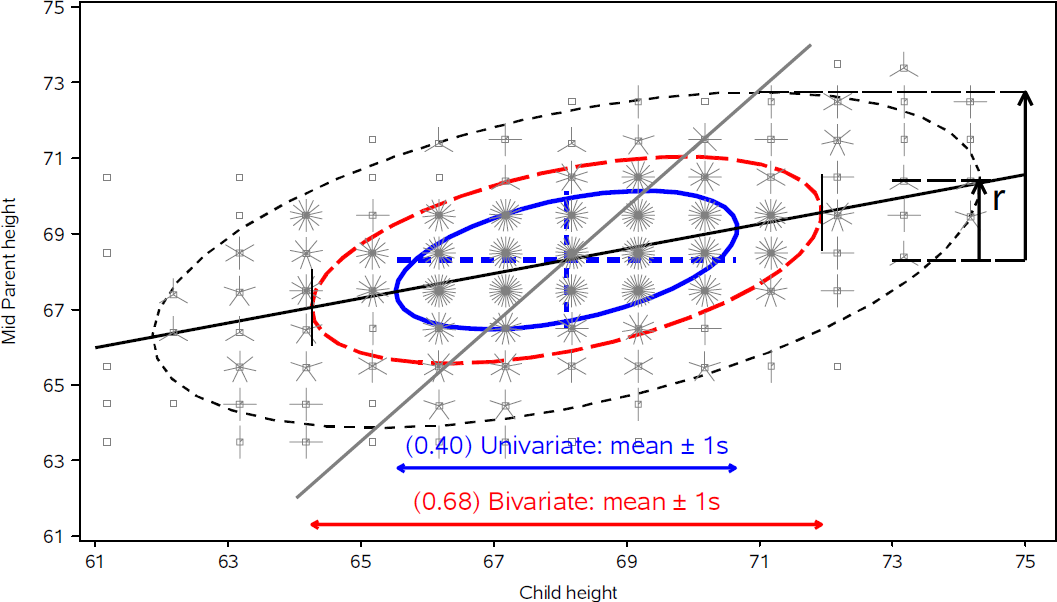 75
73
71
69
67
65
63
61
Mid Parent height
r
(0.40) Univariate: mean ± 1s
(0.68) Bivariate: mean ± 1s
61 63 65 67 69 71 73 75
Child height